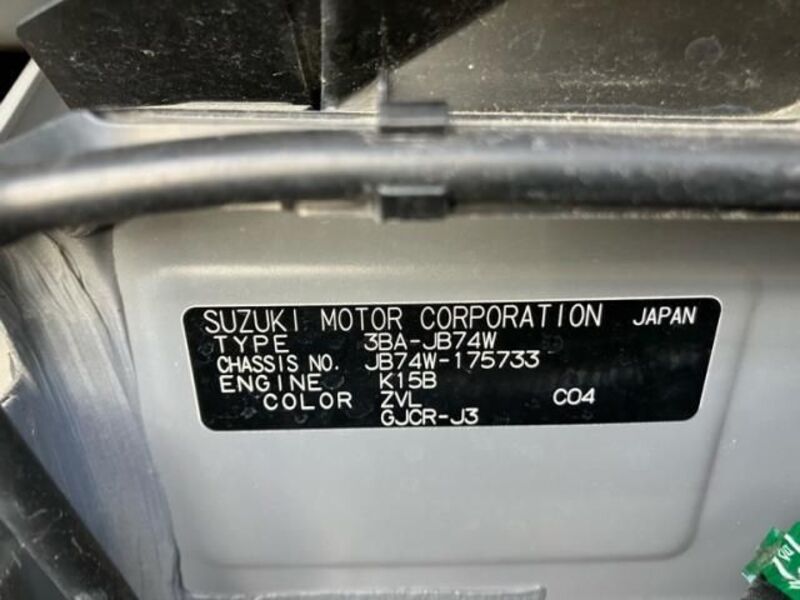 SUZUKI MOTOR CORPORATION JAPAN
TYPE 3BA-JB74W
CHASSIS NO. JB74W-175733
ENGINE K15B
COLOR ZVL C04
GJCR-J3